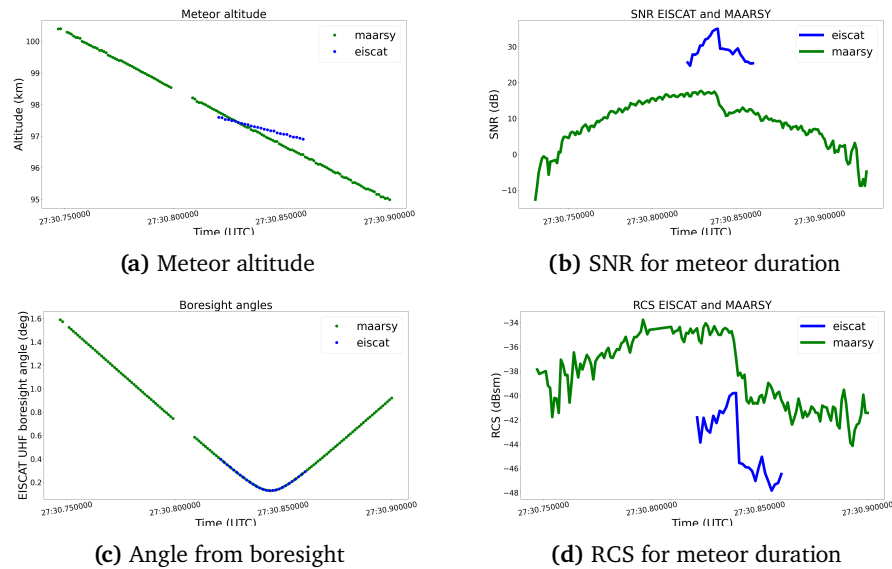 Meteor altitude
maarsy
eiscat
Altitude (km)
100
99
98
97
96
95
27:30.750000
27:30.800000
27:30.850000
27:30.900000
Time (UTC)
(a) Meteor altitude
SNR EISCAT and MAARSY
eiscat
maarsy
SNR (dB)
30
20
10
0
−10
27:30.750000
27:30.800000
27:30.850000
27:30.900000
Time (UTC)
(b) SNR for meteor duration
Boresight angles
maarsy
eiscat
EISCAT UHF boresight angle (deg)
1.6
1.4
1.2
1.0
0.8
0.6
0.4
0.2
27:30.750000
27:30.800000
27:30.850000
27:30.900000
Time (UTC)
(c) Angle from boresight
RCS EISCAT and MAARSY
eiscat
maarsy
RCS (dBsm)
−34
−36
−38
−40
−42
−44
−46
−48
27:30.750000
27:30.800000
27:30.850000
27:30.900000
Time (UTC)
(d) RCS for meteor duration